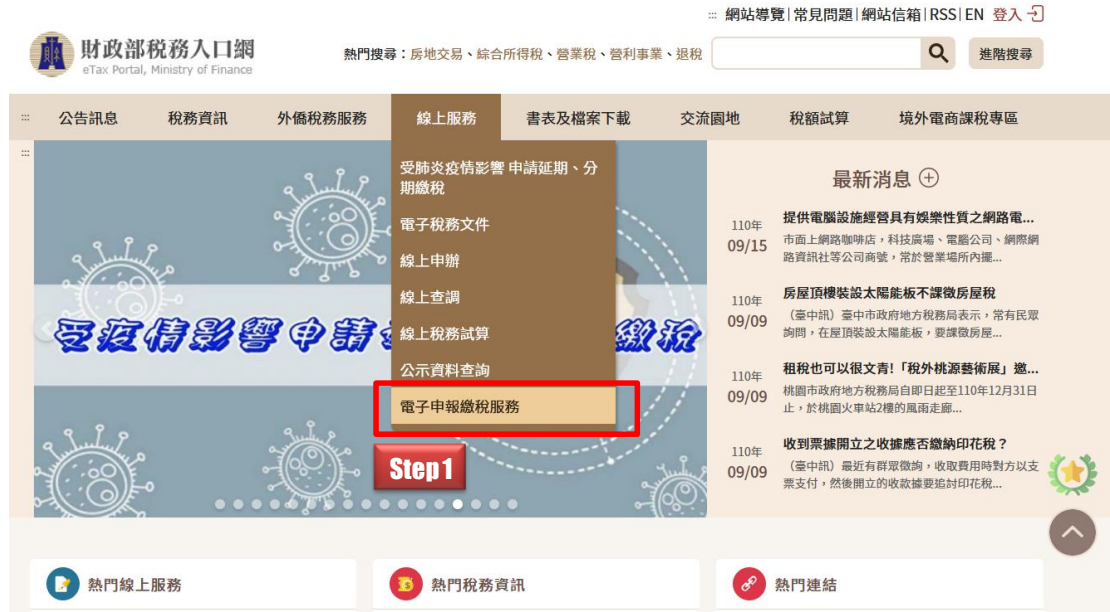 網站導覽|常見問題|網站信箱|RSS|EN 登入
財政部稅務入口網
eTax Portal, Ministry of Finance
熱門搜尋：房地交易、綜合所得稅、營業稅、營利事業、退稅
進階搜尋
公告訊息 稅務資訊 外僑稅務服務 線上服務 書表及檔案下載 交流園地 稅額試算 境外電商課稅專區
受肺炎疫情影響 申請延期、分
期繳稅
電子稅務文件
線上申辦
線上查調
線上稅務試算
公示資料查詢
電子申報繳稅服
務
Step1
受疫情影響申請
繳稅
最新消息
110年
09/15
提供電腦設施經營具有娛樂性質之網路電...
市面上網路咖啡店，科技廣場、電腦公司、網際網
路資訊社等公司商號，常於營業場所內擺...
110年
09/09
房屋頂樓裝設太陽能板不課徵房屋稅
（臺中訊）臺中市政府地方稅務局表示，常有民眾
詢問，在屋頂裝設太陽能板，要課徵房屋...
110年
09/09
租稅也可以很文青!「稅外桃源藝術展」邀...
桃園市政府地方稅務局自即日起至110年12月31日
止，於桃園火車站2樓的風雨走廊...
110年
09/09
收到票據開立之收據應否繳納印花稅？
（臺中訊）最近有群眾徵詢，收取費用時對方以支
票支付，然後開立的收款據要追討印花稅...
熱門線上服務
熱門稅務資訊
熱門連結